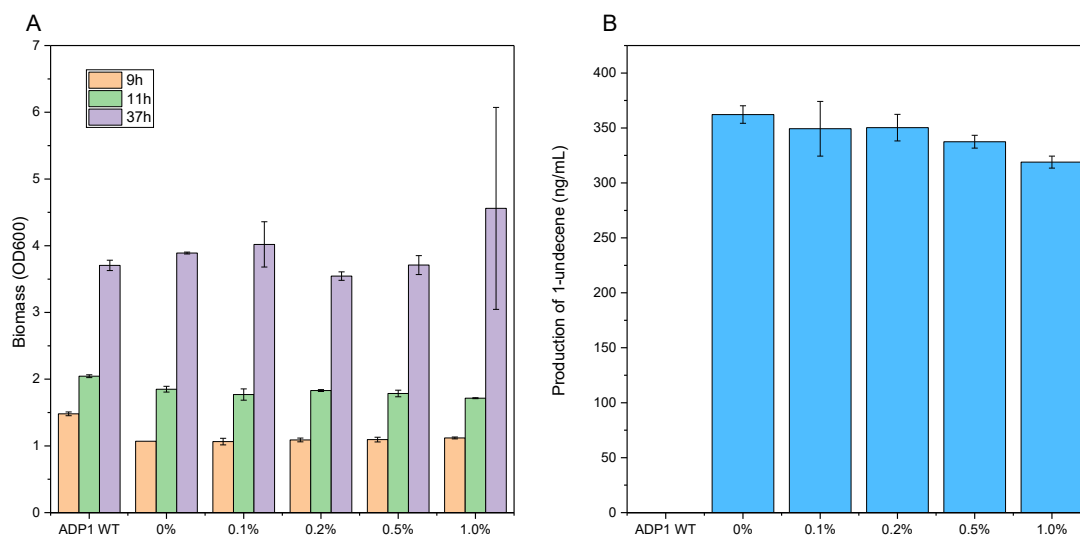 A
Biomass (OD600)
7
6
5
4
3
2
1
0
9h
11h
37h
ADP1 WT 0% 0.1% 0.2% 0.5% 1.0%
B
Production of 1-undecene (ng/mL)
400
350
300
250
200
150
100
50
0
ADP1 WT 0% 0.1% 0.2% 0.5% 1.0%